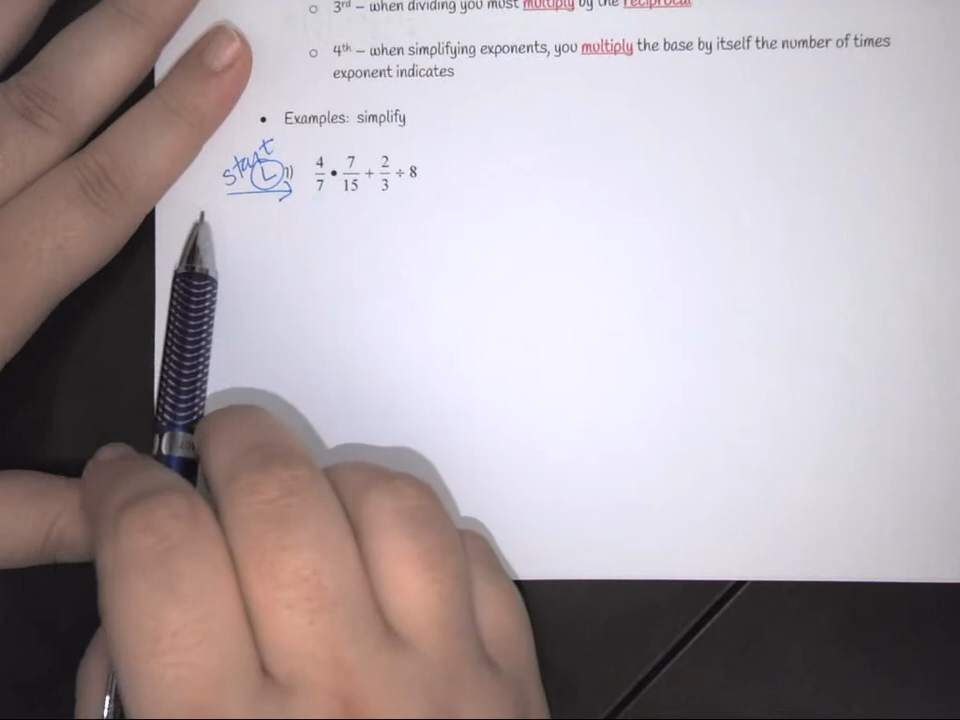 ○ 3rd – when dividing you must multiply by the reciprocal
○ 4th – when simplifying exponents, you multiply the base by itself the number of times
exponent indicates
• Examples: simplify
start
L 1) 4/7 • 7/15 + 2/3 ÷ 8